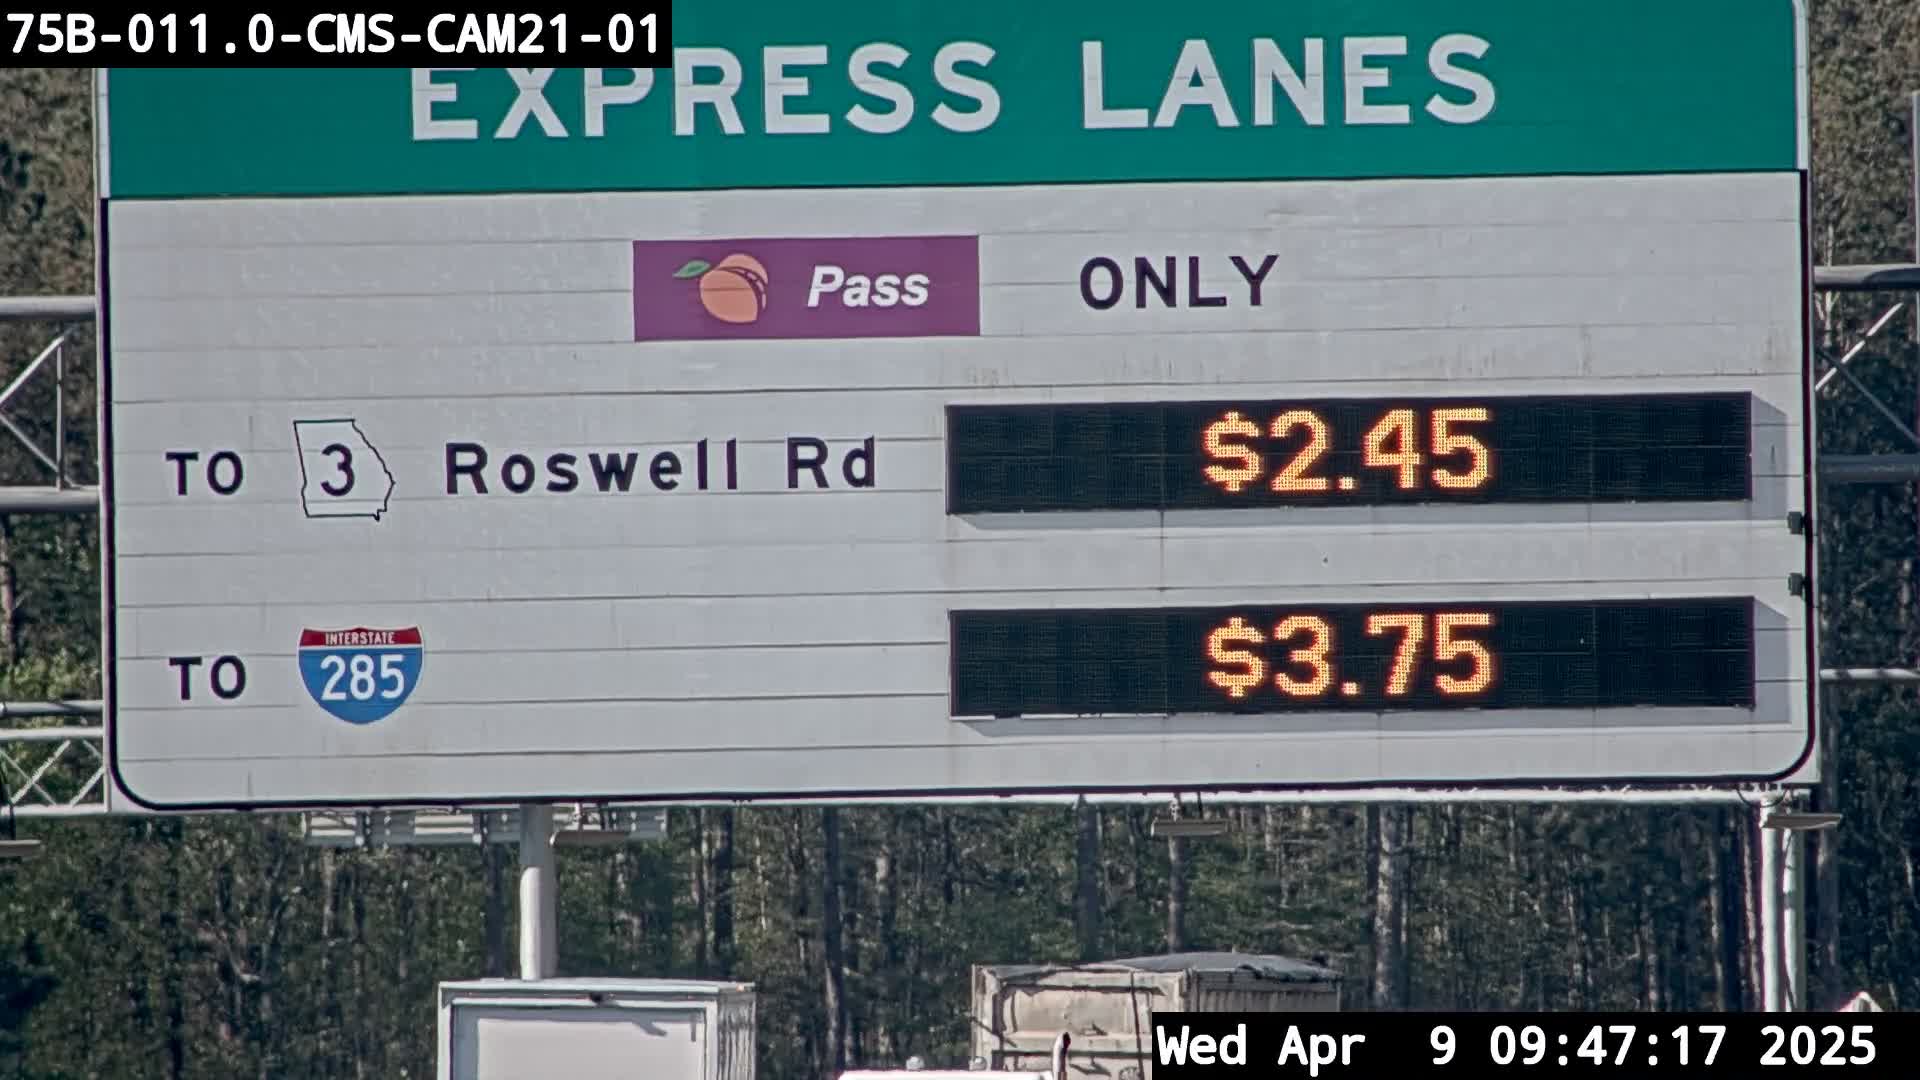 75B-011.0-CMS-CAM21-01
EXPRESS LANES
Pass ONLY
TO 3 Roswell Rd $2.45
INTERSTATE
TO 285 $3.75
Wed Apr 9 09:47:17 2025